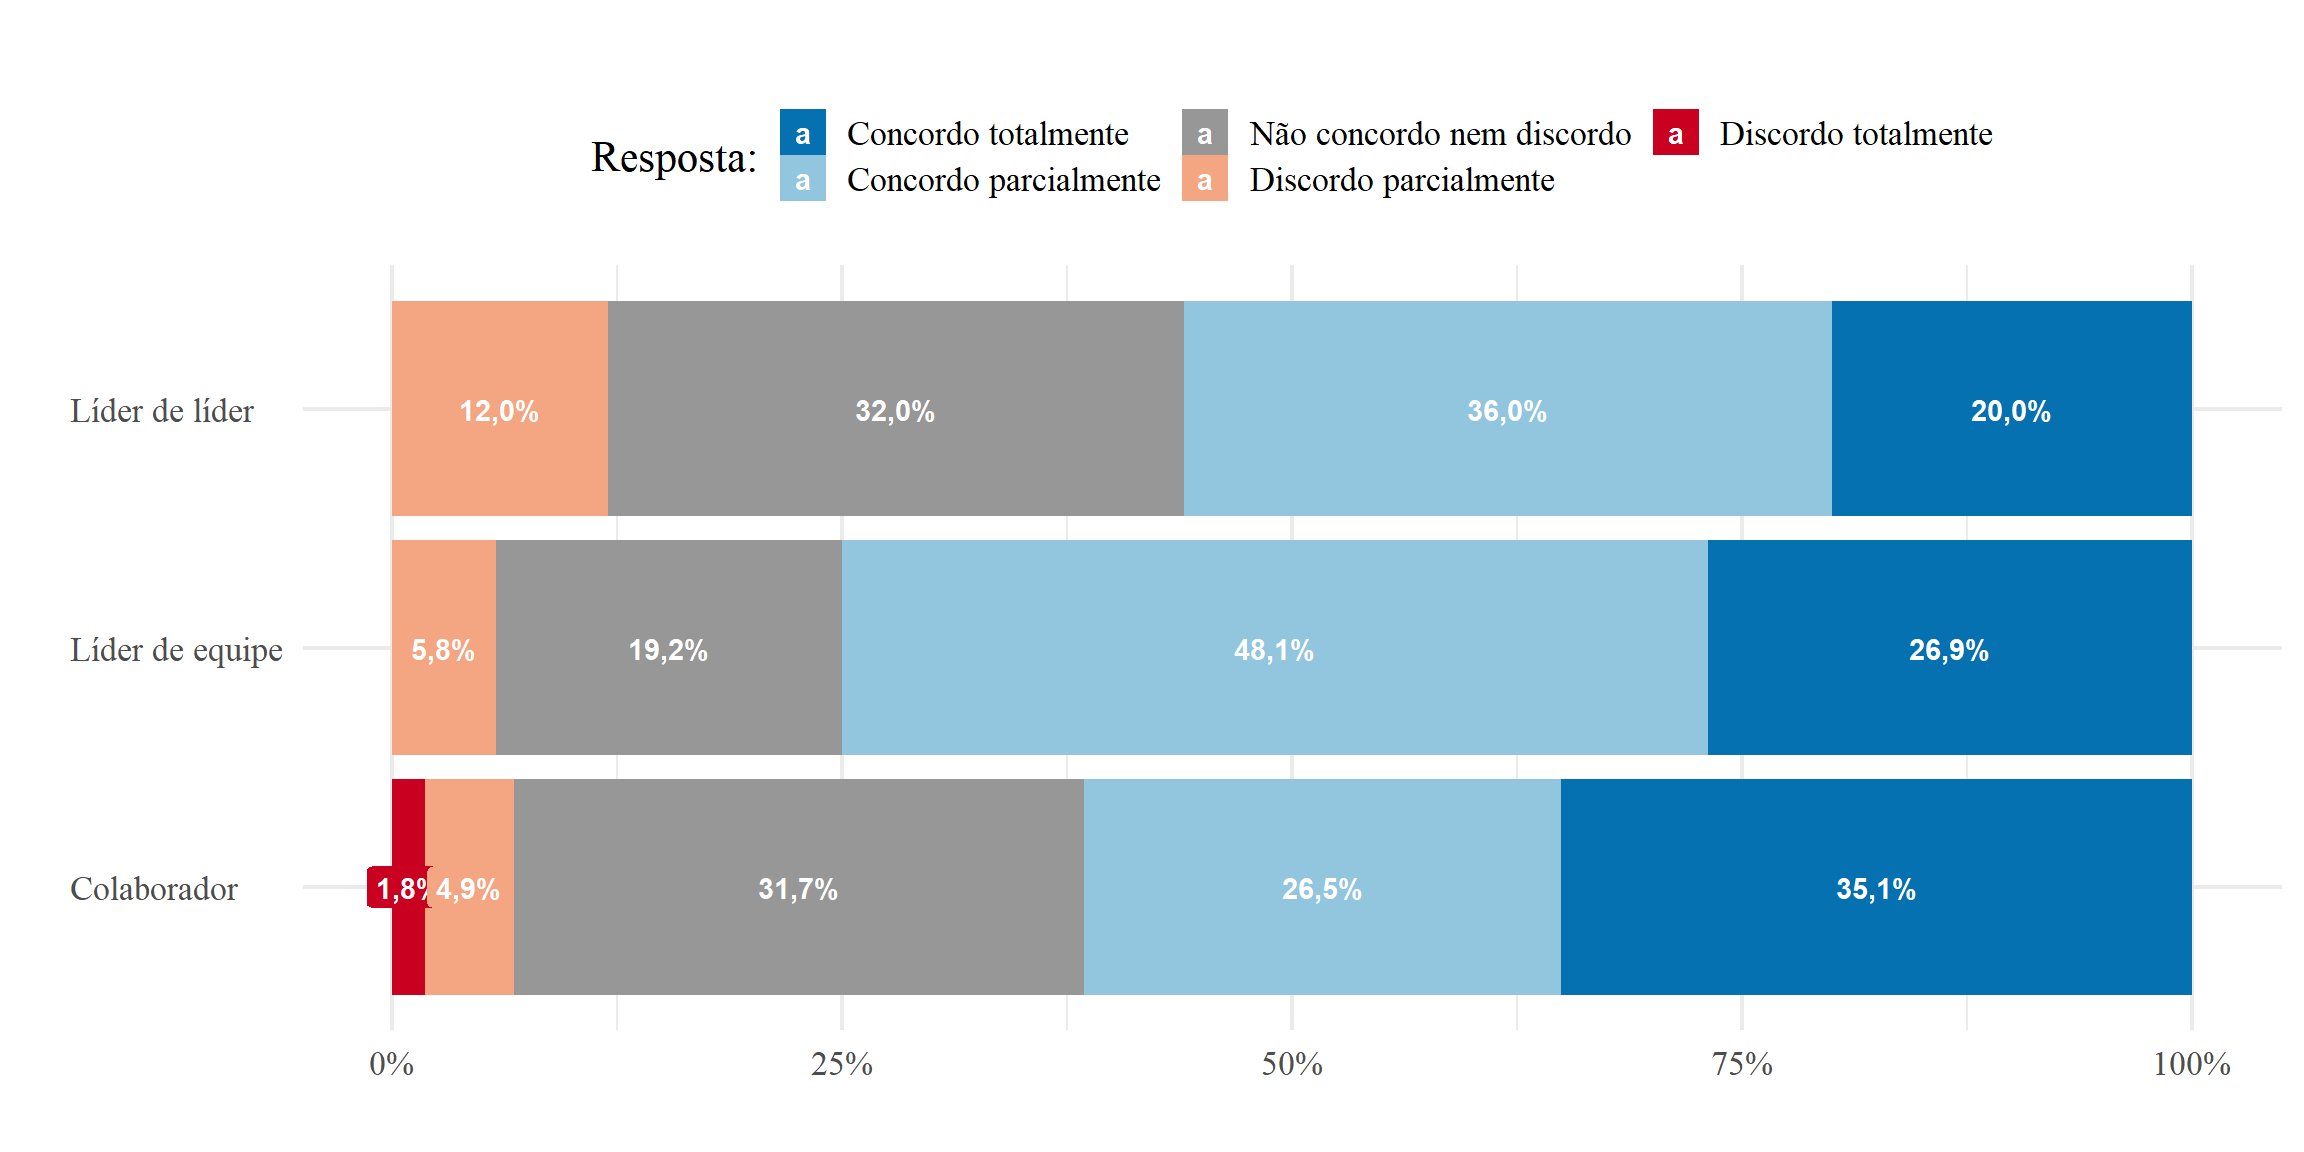 Resposta:
a Concordo totalmente a Não concordo nem discordo a Discordo totalmente
a Concordo parcialmente a Discordo parcialmente
Líder de líder 12,0% 32,0% 36,0% 20,0%
Líder de equipe 5,8% 19,2% 48,1% 26,9%
Colaborador 1,8% 4,9% 31,7% 26,5% 35,1%
0% 25% 50% 75% 100%